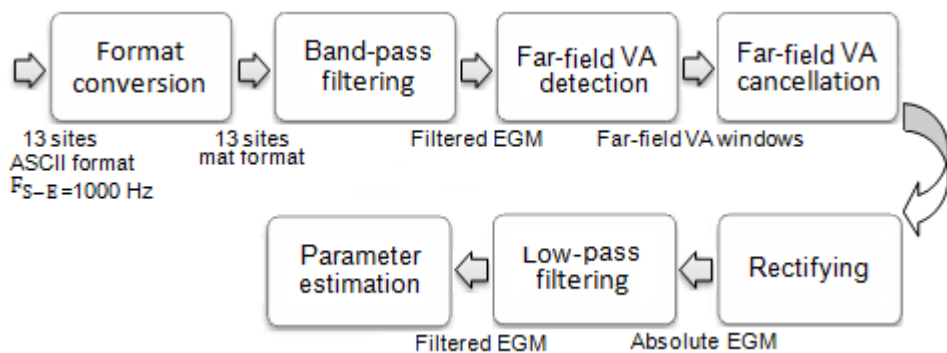 Format
conversion
Band-pass
filtering
Far-field VA
detection
Far-field VA
cancellation
13 sites
ASCII format
F_S-E=1000 Hz
13 sites
mat format
Filtered EGM
Far-field VA windows
Parameter
estimation
Low-pass
filtering
Rectifying
Filtered EGM
Absolute EGM